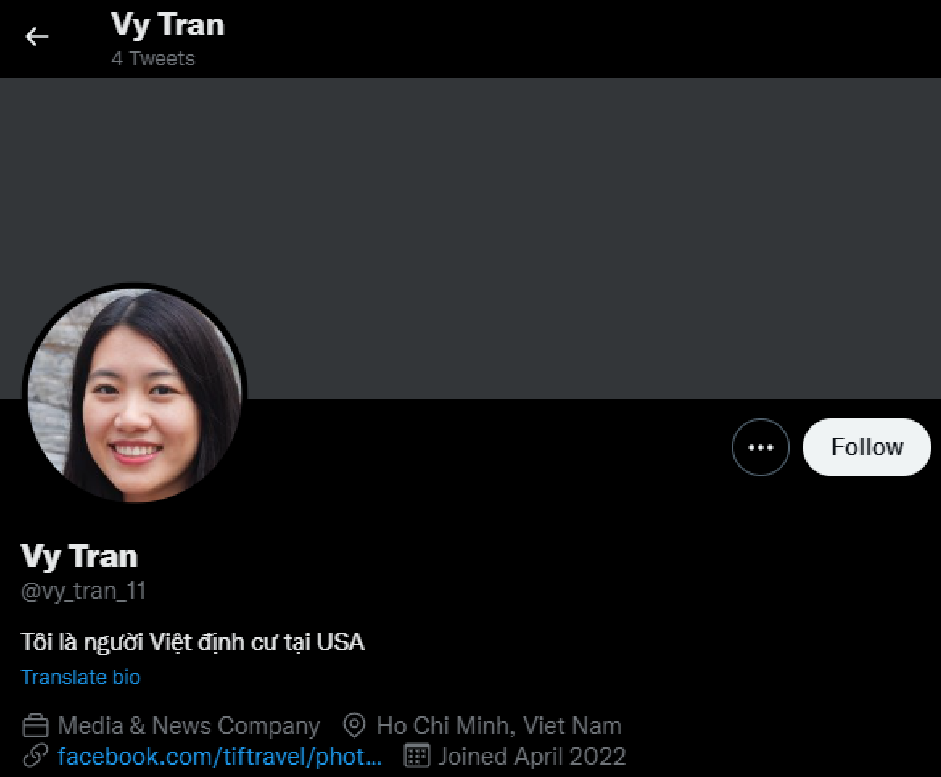 Vy Tran
4 Tweets
Follow
Vy Tran
@vy_tran_11
Tôi là người Việt định cư tại USA
Translate bio
Media & News Company Ho Chi Minh, Viet Nam
facebook.com/tiftravel/phot... Joined April 2022